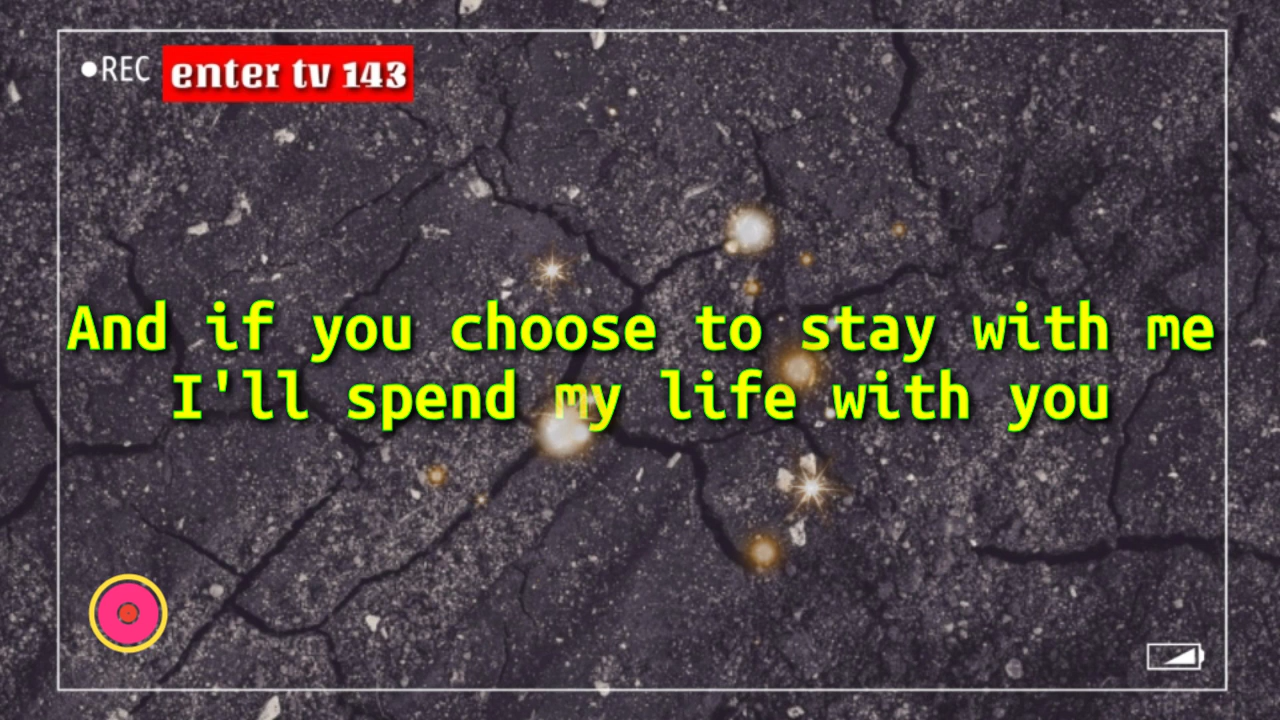 REC enter tv 143
And if you choose to stay with me
I'll spend my life with you